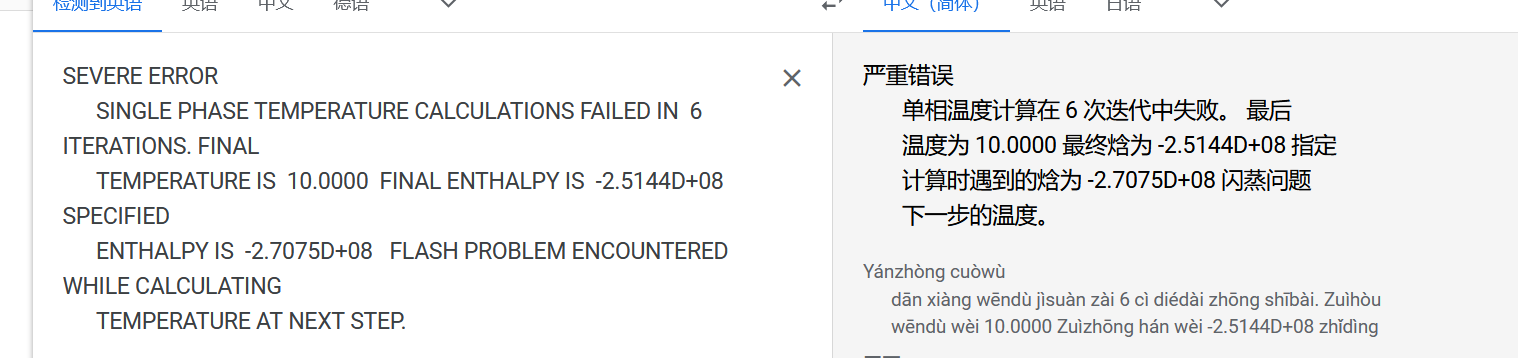 检测到英语 英语 中文 德语 中文（简体） 英语 日语
SEVERE ERROR
SINGLE PHASE TEMPERATURE CALCULATIONS FAILED IN 6
ITERATIONS. FINAL
TEMPERATURE IS 10.0000 FINAL ENTHALPY IS -2.5144D+08
SPECIFIED
ENTHALPY IS -2.7075D+08 FLASH PROBLEM ENCOUNTERED
WHILE CALCULATING
TEMPERATURE AT NEXT STEP.
严重错误
单相温度计算在 6 次迭代中失败。 最后
温度为 10.0000 最终焓为 -2.5144D+08 指定
计算时遇到的焓为 -2.7075D+08 闪蒸问题
下一步的温度。
Yánzhòng cuòwù
dān xiàng wēndù jìsuàn zài 6 cì diédài zhōng shībài. Zuìhòu
wēndù wèi 10.0000 Zuìzhōng hán wèi -2.5144D+08 zhǐdìng